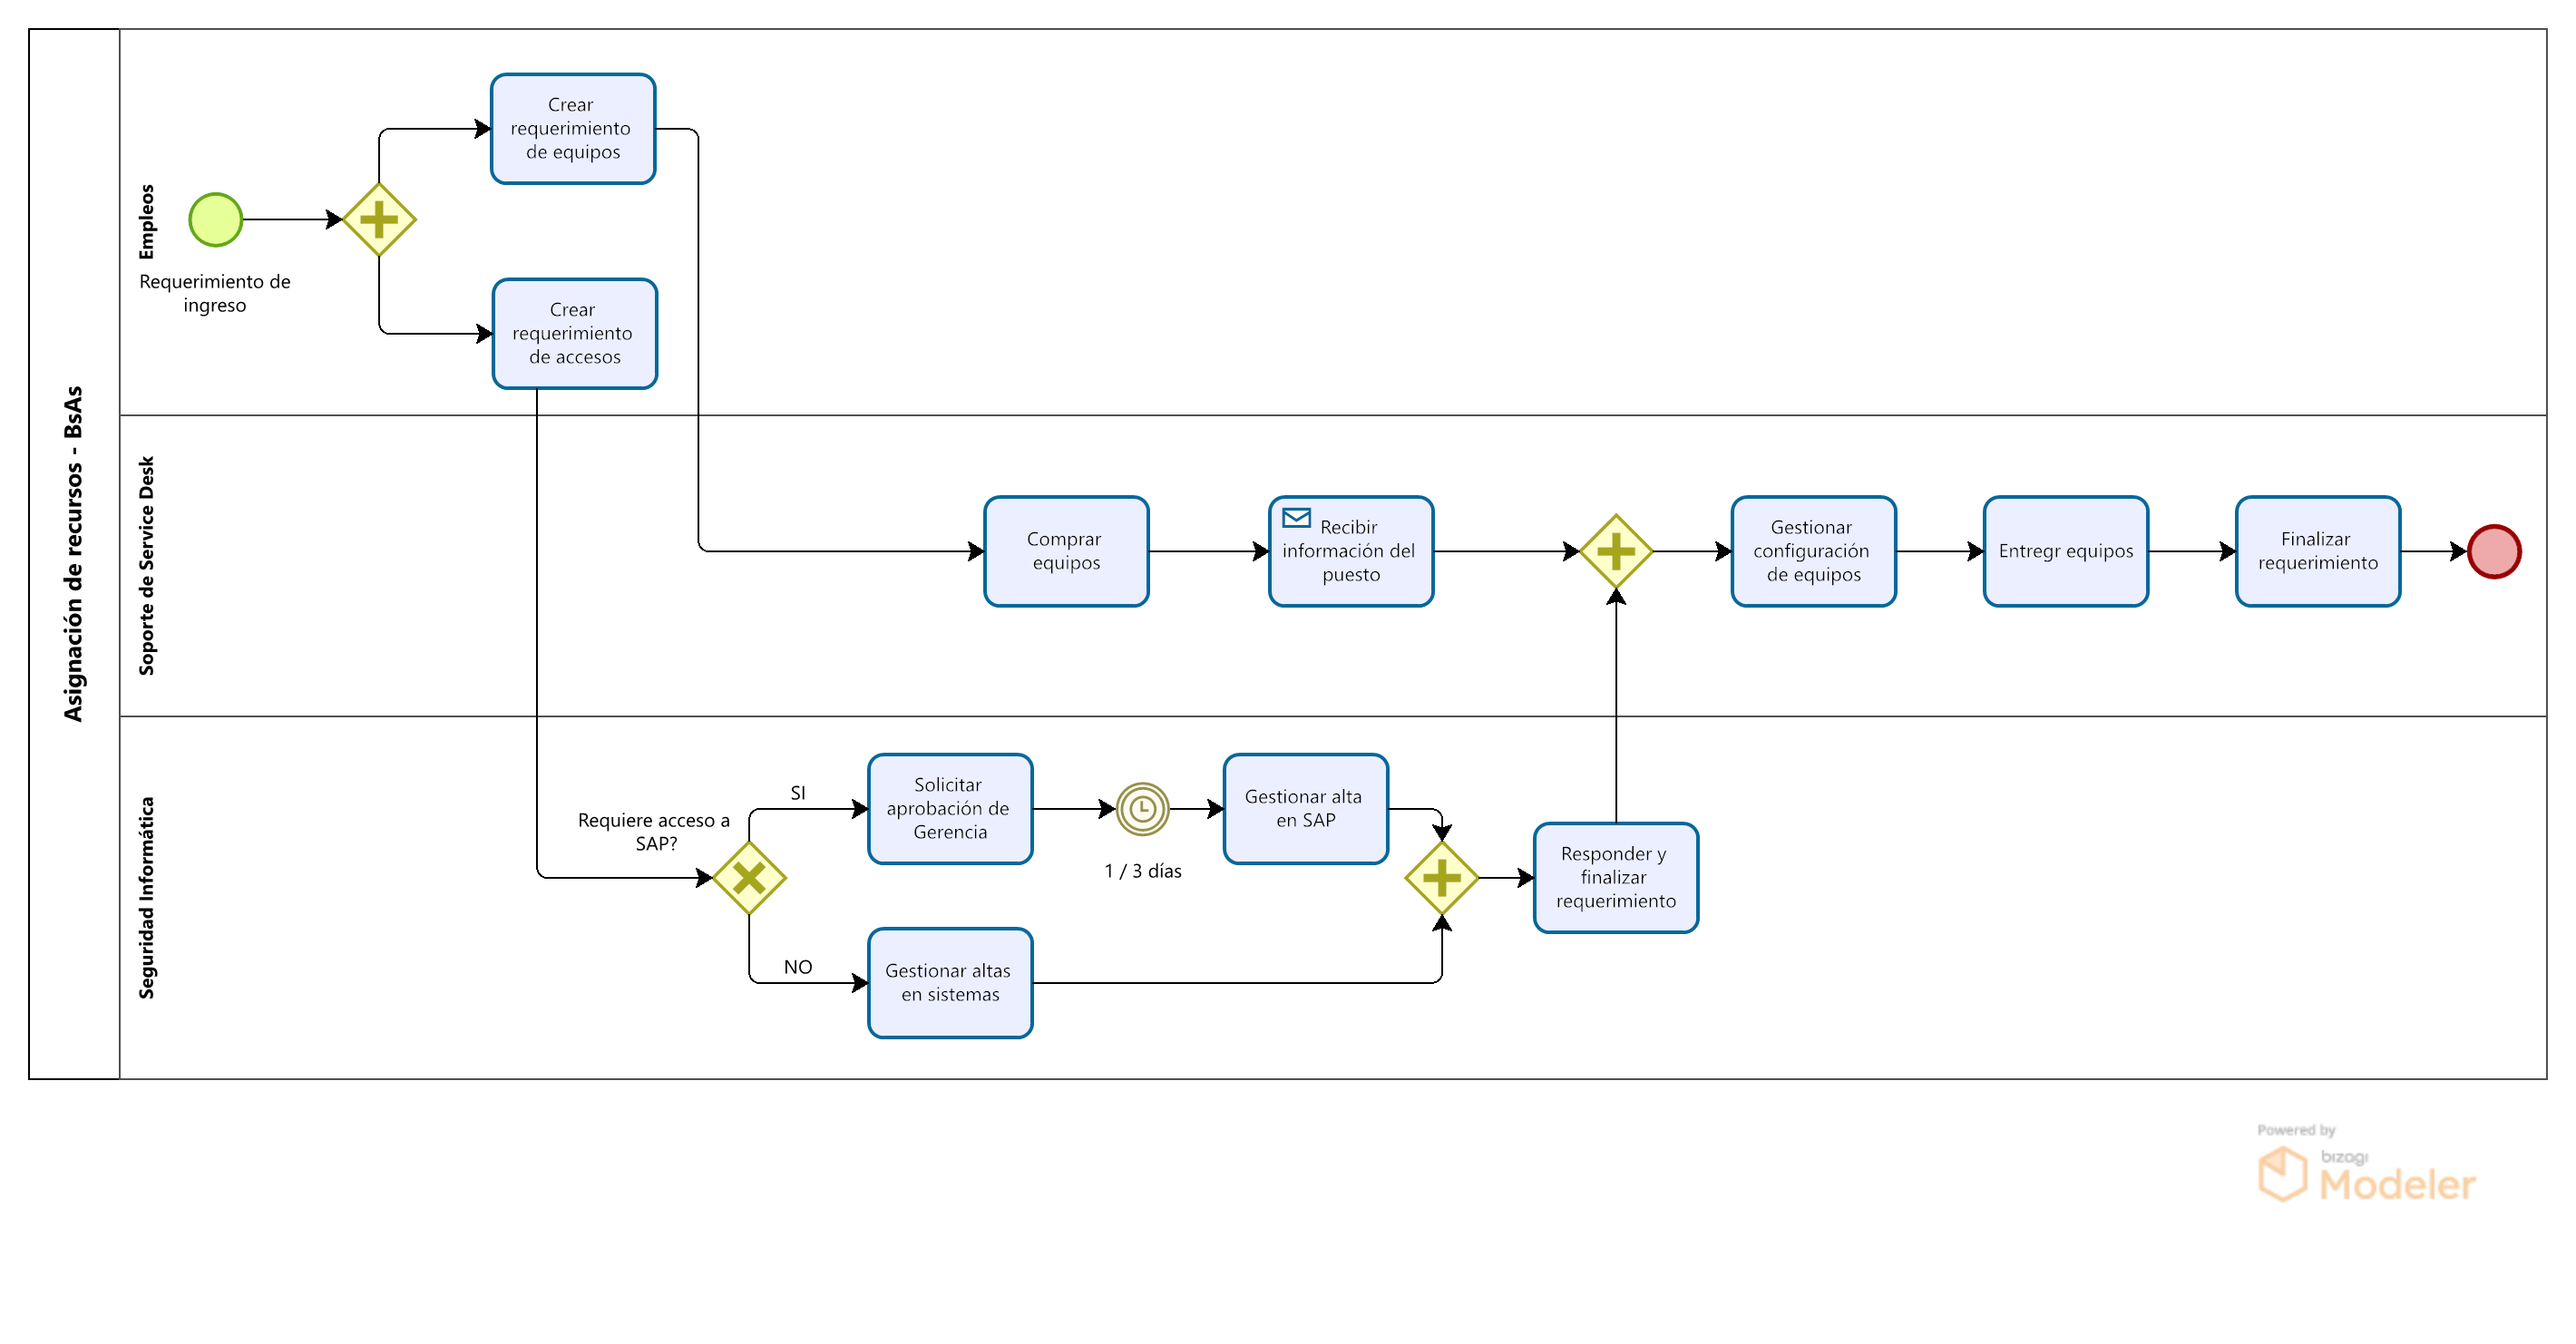 Asignación de recursos - BsAs
Empleos
Requerimiento de
ingreso
Crear
requerimiento
de equipos
Crear
requerimiento
de accesos
Soporte de Service Desk
Comprar
equipos
Recibir
información del
puesto
Gestionar
configuración
de equipos
Entregr equipos
Finalizar
requerimiento
Seguridad Informática
Requiere acceso a
SAP?
SI
Solicitar
aprobación de
Gerencia
1 / 3 días
Gestionar alta
en SAP
NO
Gestionar altas
en sistemas
Responder y
finalizar
requerimiento
Powered by
bizagi
Modeler